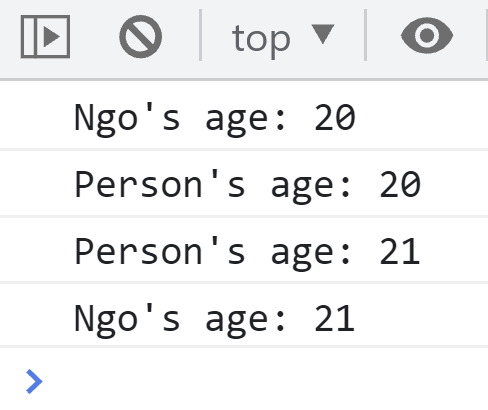 top
Ngo's age: 20
Person's age: 20
Person's age: 21
Ngo's age: 21